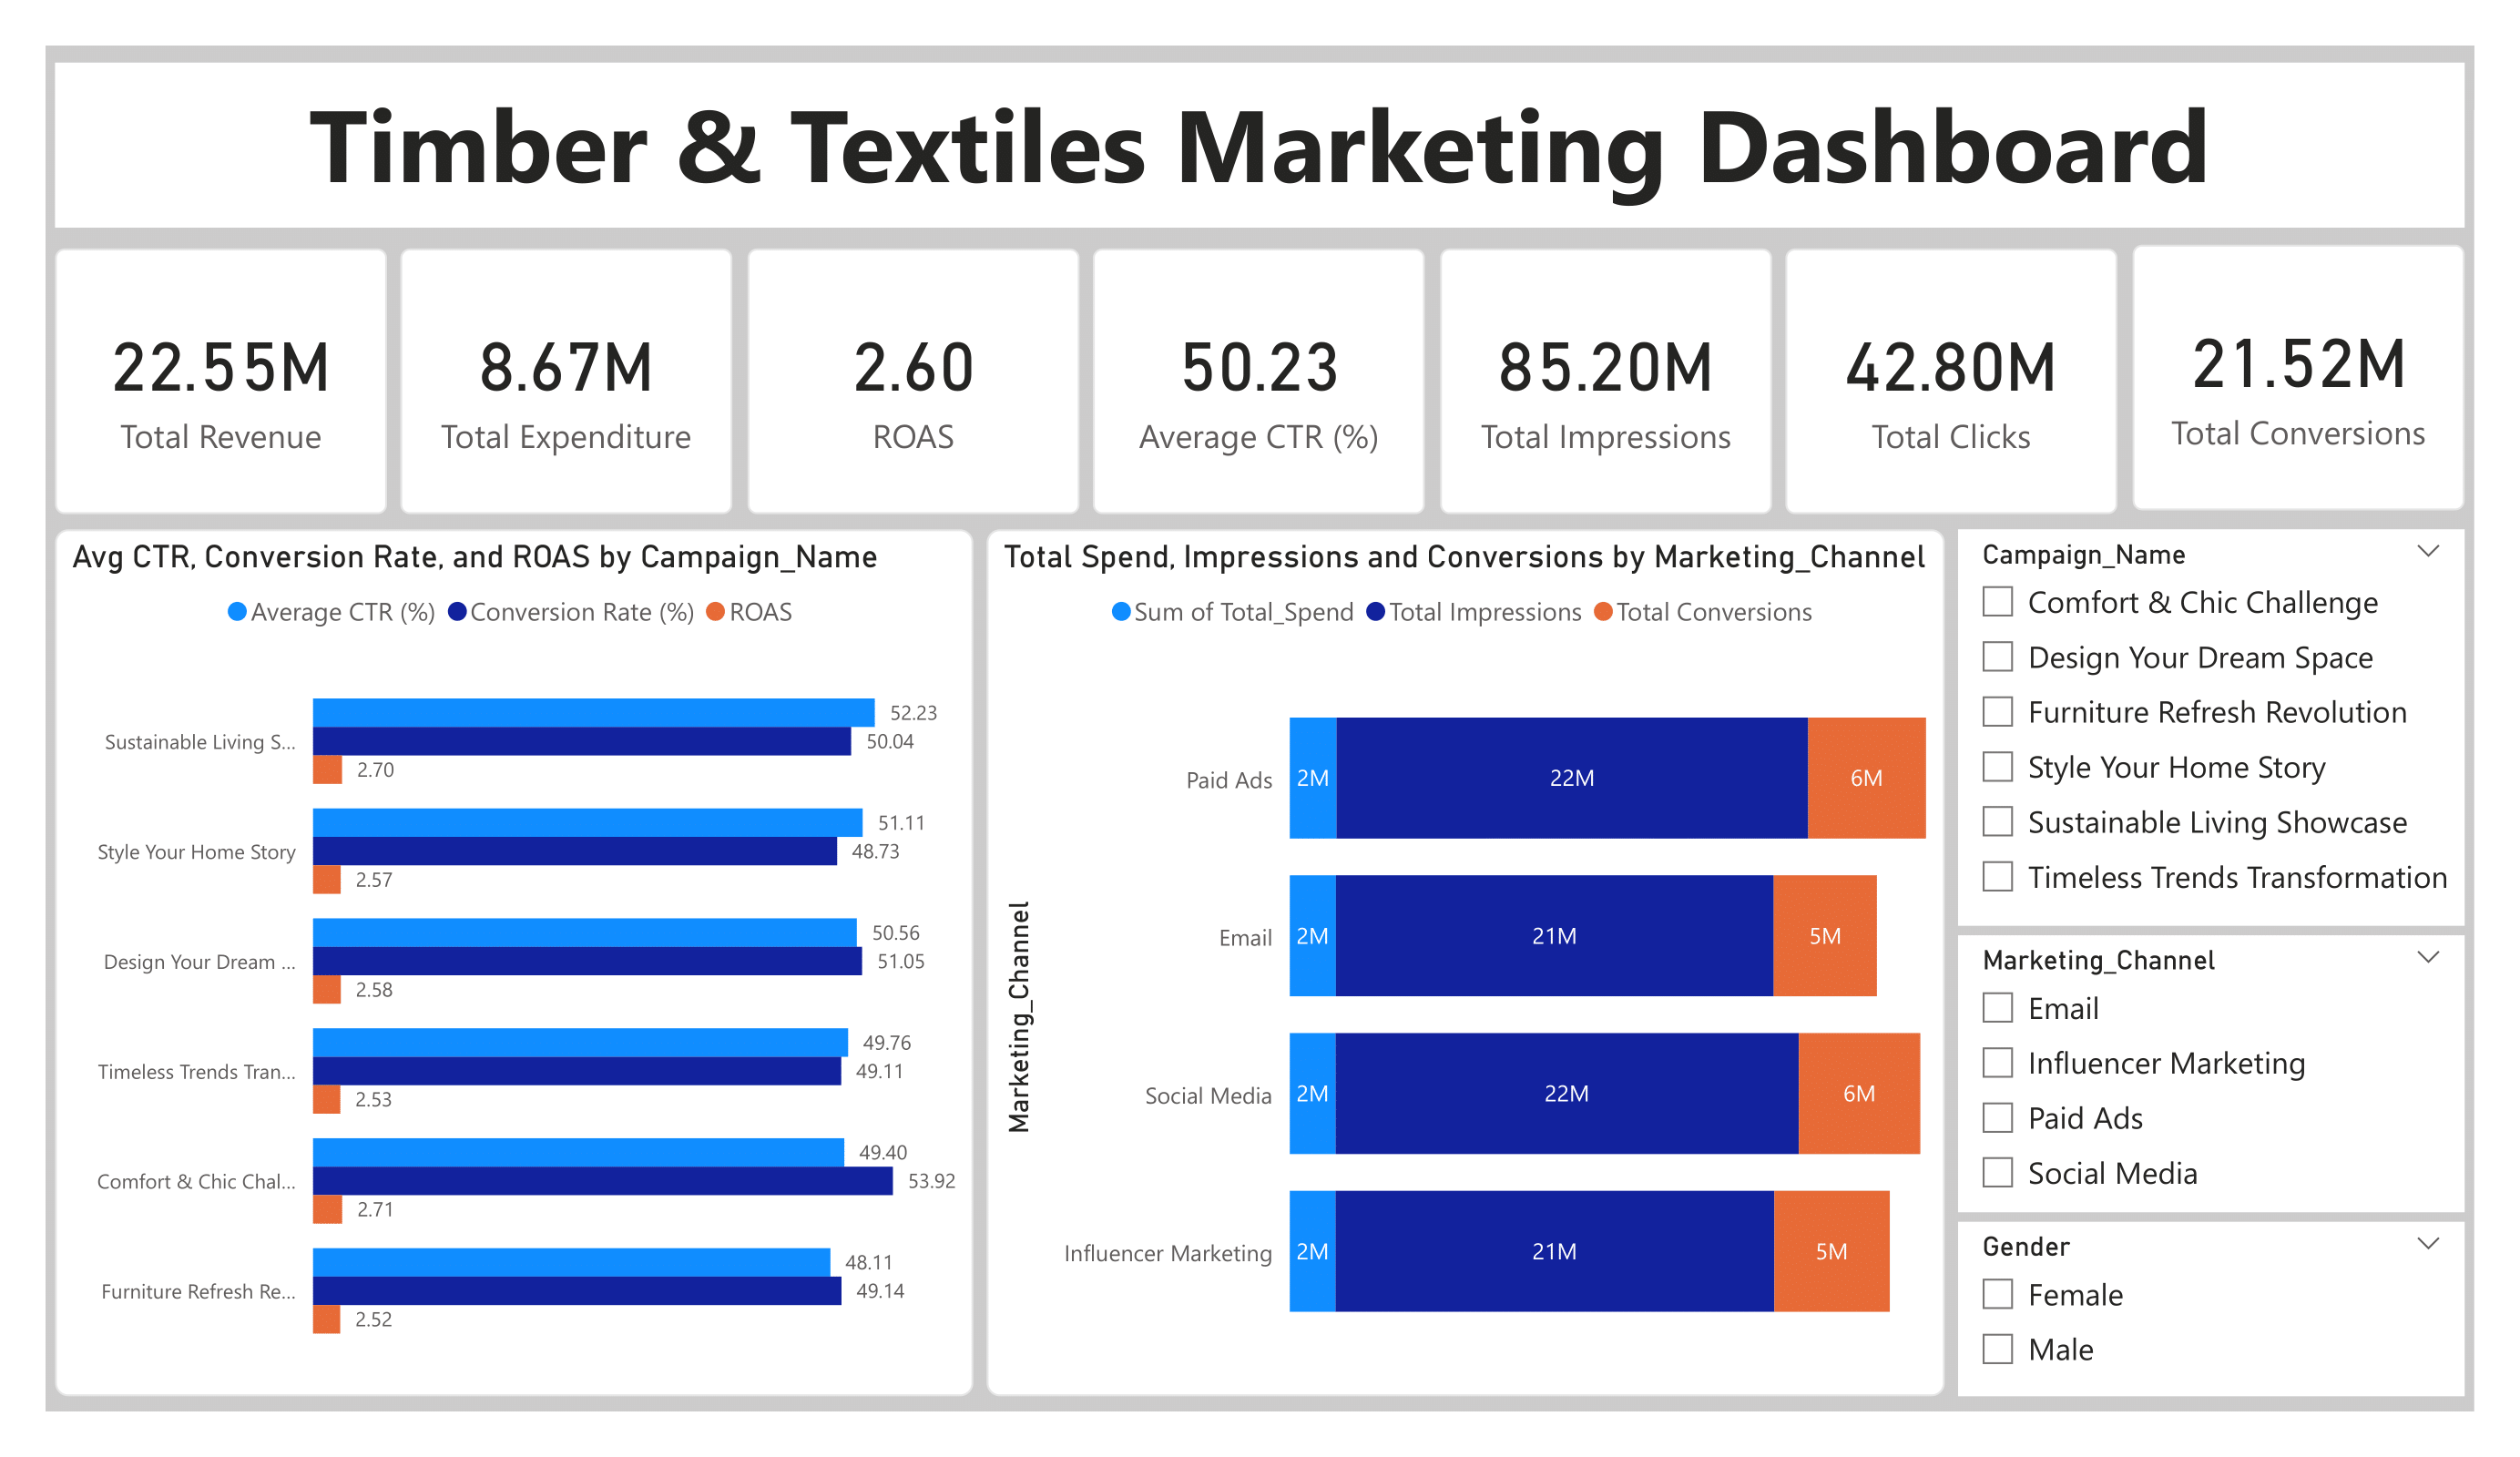 Timber & Textiles Marketing Dashboard
22.55M
Total Revenue
8.67M
Total Expenditure
2.60
ROAS
50.23
Average CTR (%)
85.20M
Total Impressions
42.80M
Total Clicks
21.52M
Total Conversions
Avg CTR, Conversion Rate, and ROAS by Campaign_Name
Average CTR (%) Conversion Rate (%) ROAS
Sustainable Living S...
52.23
50.04
2.70
Style Your Home Story
51.11
48.73
2.57
Design Your Dream ...
50.56
51.05
2.58
Timeless Trends Tran...
49.76
49.11
2.53
Comfort & Chic Chal...
49.40
53.92
2.71
Furniture Refresh Re...
48.11
49.14
2.52
Total Spend, Impressions and Conversions by Marketing_Channel
Sum of Total_Spend Total Impressions Total Conversions
Marketing_Channel
Paid Ads 2M 22M 6M
Email 2M 21M 5M
Social Media 2M 22M 6M
Influencer Marketing 2M 21M 5M
Campaign_Name
Comfort & Chic Challenge
Design Your Dream Space
Furniture Refresh Revolution
Style Your Home Story
Sustainable Living Showcase
Timeless Trends Transformation
Marketing_Channel
Email
Influencer Marketing
Paid Ads
Social Media
Gender
Female
Male